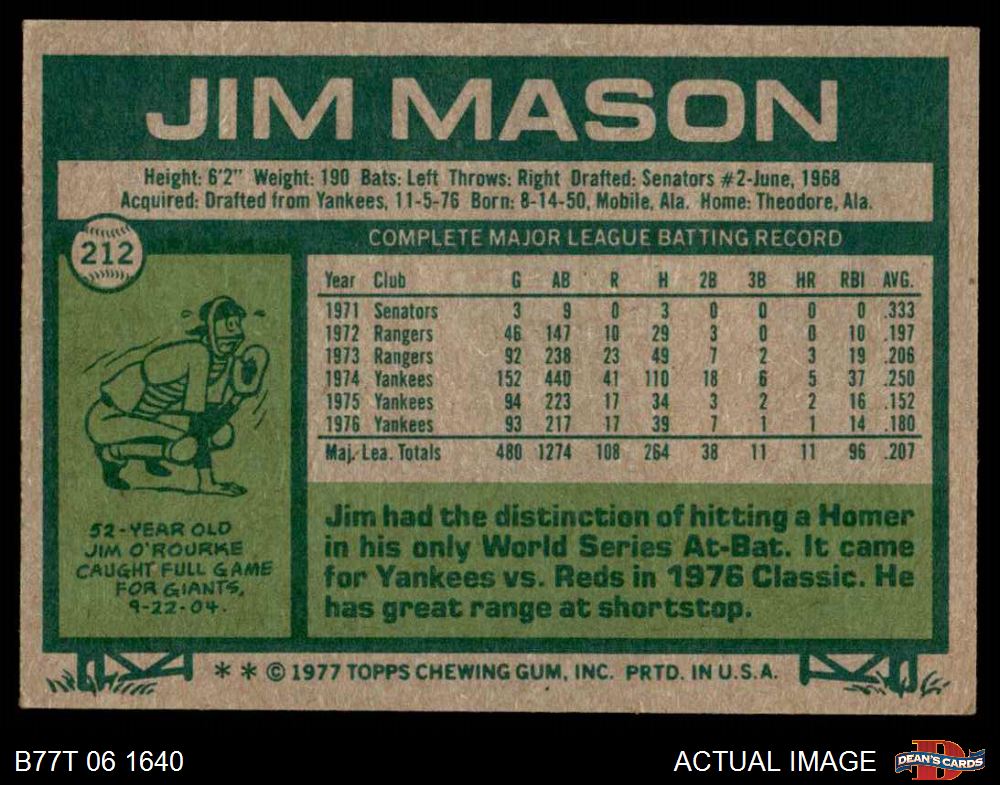 JIM MASON
Height: 6'2" Weight: 190 Bats: Left Throws: Right Drafted: Senators #2-June, 1968
Acquired: Drafted from Yankees, 11-5-76 Born: 8-14-50, Mobile, Ala. Home: Theodore, Ala.
212
COMPLETE MAJOR LEAGUE BATTING RECORD
Year Club G AB R H 2B 3B HR RBI AVG.
1971 Senators 3 9 0 3 0 0 0 0 .333
1972 Rangers 46 147 10 29 3 0 0 10 .197
1973 Rangers 92 238 23 49 7 2 3 19 .206
1974 Yankees 152 440 41 110 18 6 5 37 .250
1975 Yankees 94 223 17 34 3 2 2 16 .152
1976 Yankees 93 217 17 39 7 1 1 14 .180
Maj. Lea. Totals 480 1274 108 264 38 11 11 96 .207
52-YEAR OLD
JIM O'ROURKE
CAUGHT FULL GAME
FOR GIANTS,
9-22-04.
Jim had the distinction of hitting a Homer
in his only World Series At-Bat. It came
for Yankees vs. Reds in 1976 Classic. He
has great range at shortstop.
* * © 1977 TOPPS CHEWING GUM, INC. PRTD. IN U.S.A.
B77T 06 1640
ACTUAL IMAGE
DEAN'S CARDS